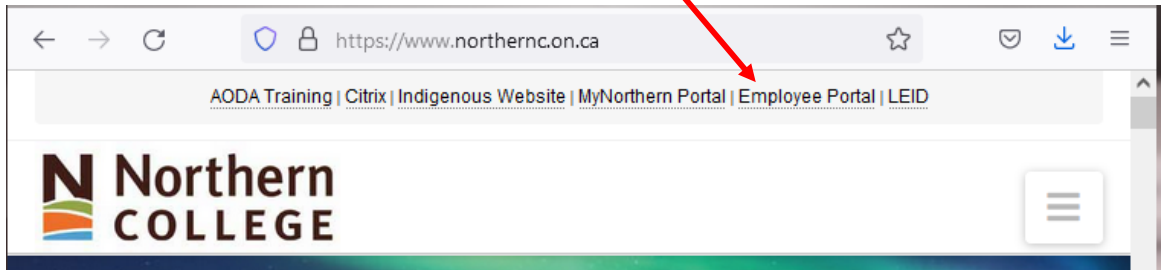 https://www.northernc.on.ca
AODA Training | Citrix | Indigenous Website | MyNorthern Portal | Employee Portal | LEID
N Northern
COLLEGE